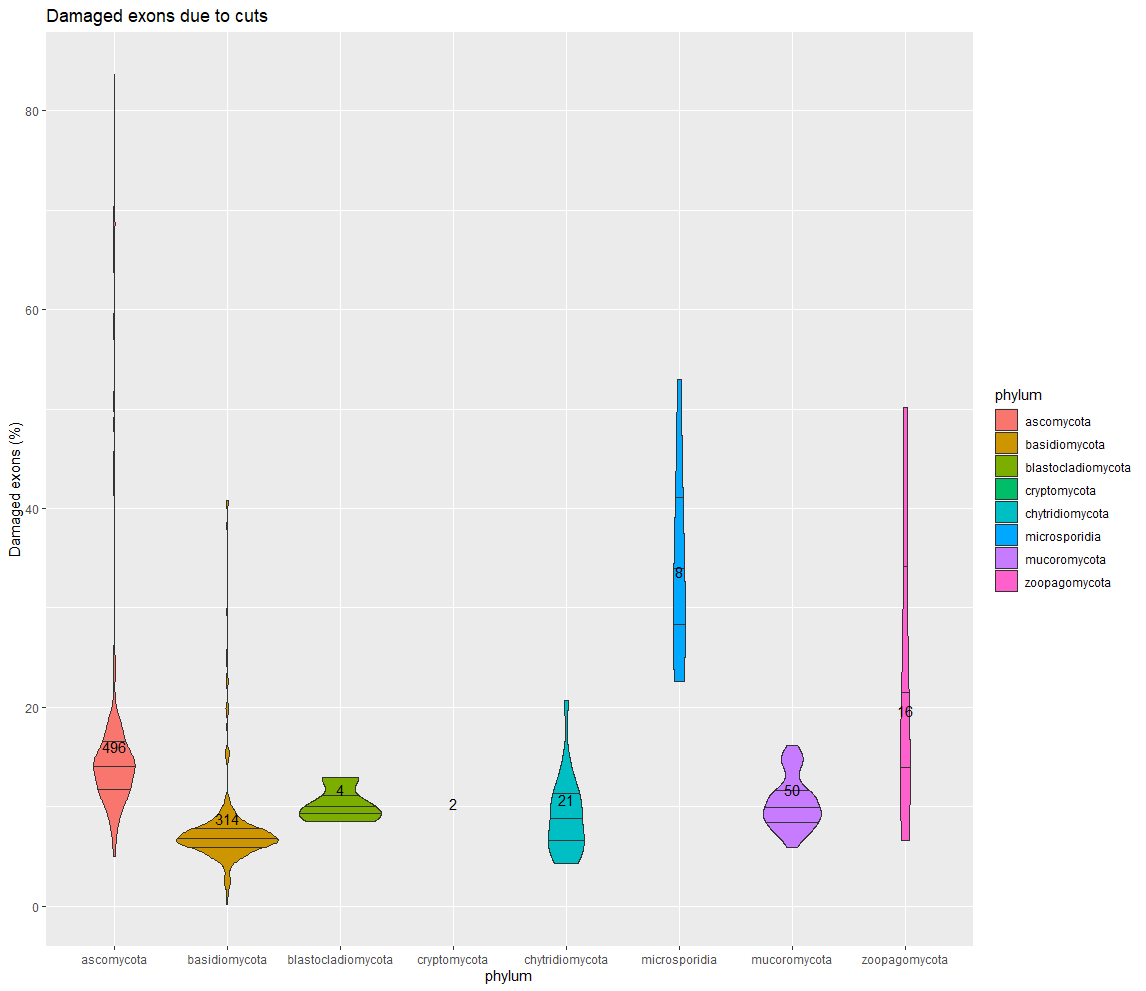 Damaged exons due to cuts
Damaged exons (%)
80
60
40
20
0
496
314
4
2
21
8
50
16
ascomycota
basidiomycota
blastocladiomycota
cryptomycota
chytridiomycota
microsporidia
mucoromycota
zoopagomycota
phylum
phylum
ascomycota
basidiomycota
blastocladiomycota
cryptomycota
chytridiomycota
microsporidia
mucoromycota
zoopagomycota